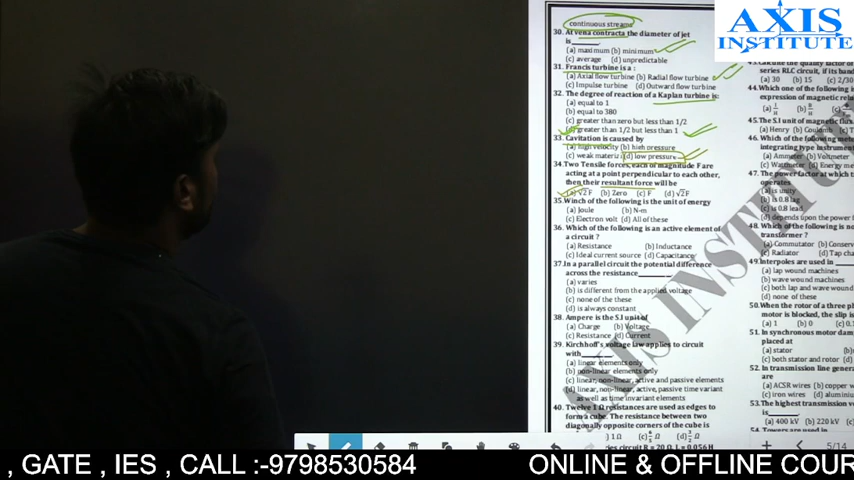 continuous streams
30. At vena contracta the diameter of jet
is
(a) maximum (b) minimum
(c) average (d) unpredictable
31. Francis turbine is a :
(a) Axial flow turbine (b) Radial flow turbine
(c) Impulse turbine (d) Outward flow turbine
32. The degree of reaction of a Kaplan turbine is:
(a) equal to 1
(b) equal to 380
(c) greater than zero but less than 1/2
(d) greater than 1/2 but less than 1
33. Cavitation is caused by
(a) high velocity (b) high pressure
(c) weak material (d) low pressure
34. Two Tensile forces, each of magnitude F are
acting at a point perpendicular to each other,
then their resultant force will be
(b) Zero (c) F
35. Winch of the following is the unit of energy
(a) Joule (b) N-m
(c) Electron volt (d) All of these
36. Which of the following is an active element of
a circuit ?
(a) Resistance (b) Inductance
(c) Ideal current source (d) Capacitance
37. In a parallel circuit the potential difference
across the resistance
(a) varies
(b) is different from the applied voltage
(c) none of the these
(d) is always constant
38. Ampere is the S.I unit of
(a) Charge (b) Voltage
(c) Resistance (d) Current
39. Kirchhoff's voltage law applies to circuit
with
(a) linear elements only
(b) non-linear elements only
(c) linear, non-linear, active and passive elements
(d) linear, non-linear, active, passive time variant
as well as time invariant elements
40. Twelve 1 Ω resistances are used as edges to
form a cube. The resistance between two
diagonally opposite corners of the cube is
) 1 Ω
AXIS
INSTITUTE
series RLC circuit, if its band
(a) 30 (b) 15 (c) 2/30
44. Which one of the following i
expression of magnetic rela
45. The S.I unit of magnetic flux
(a) Henry
46. Which of the following me
integrating type instrument
(a) Ammeter (b) Voltmeter
(c) Wattmeter (d) Energy me
47. The power factor at which t
operates
(a) is unity
(b) is 0.8 lag
(c) is 0.8 lead
(d) depends upon the power f
48. Which of the following is no
transformer ?
(a) Commutator (b) Conserv
(c) Radiator (d) Tap cha
49. Interpoles are used in
(a) lap wound machines
(b) wave wound machines
(c) both lap and wave wound
(d) none of these
50. When the rotor of a three p
motor is blocked, the slip is
(a) 1 (b) 0
51. In synchronous motor dam
placed at
(a) stator
(c) both stator and rotor (d)
52. In transmission line genera
are
(a) ACSR wires (b) copper w
(c) iron wires (d) aluminiu
53. The highest transmission v
is
(a) 400 kV (b) 220 kV (c)
AXIS INSTITUTE
5/14
, GATE , IES , CALL :-9798530584 ONLINE & OFFLINE COUR